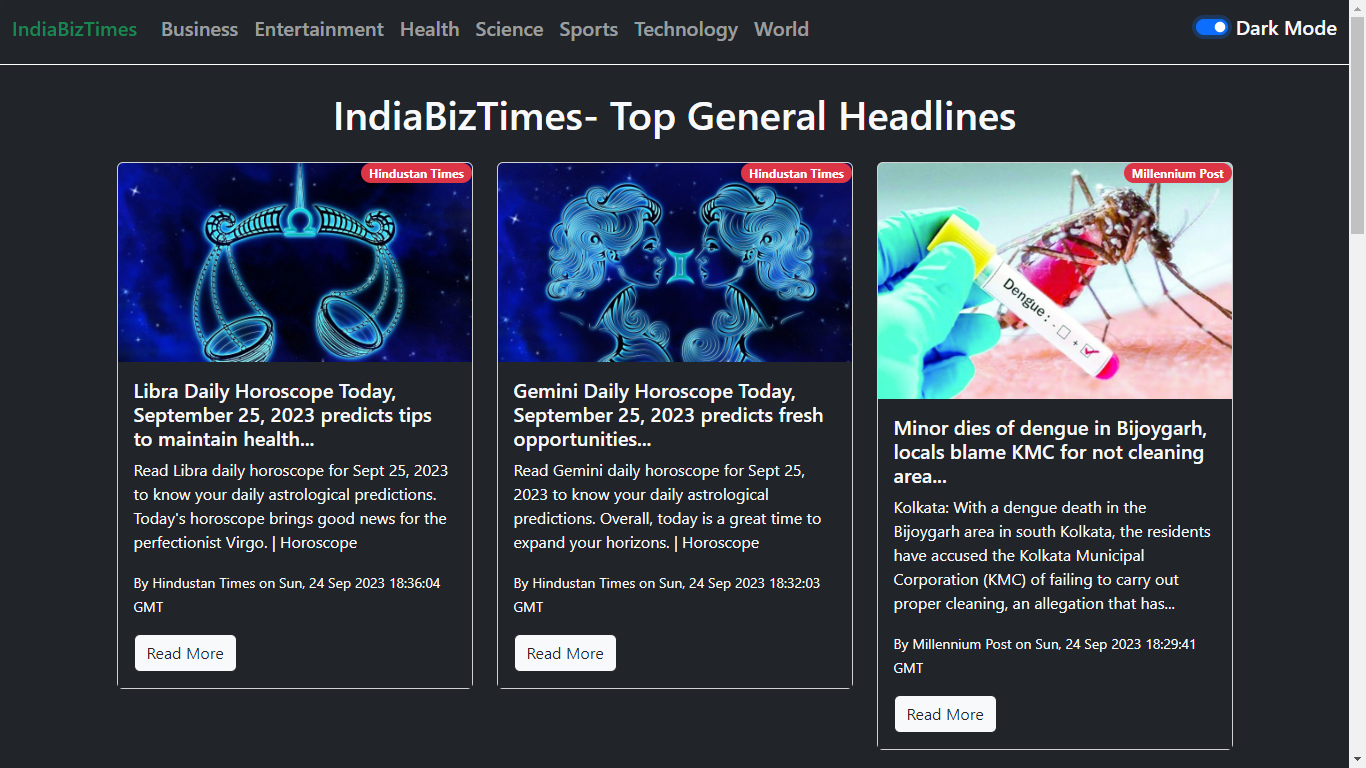 IndiaBizTimes Business Entertainment Health Science Sports Technology World Dark Mode
IndiaBizTimes- Top General Headlines
Hindustan Times
Libra Daily Horoscope Today,
September 25, 2023 predicts tips
to maintain health...
Read Libra daily horoscope for Sept 25, 2023
to know your daily astrological predictions.
Today's horoscope brings good news for the
perfectionist Virgo. | Horoscope
By Hindustan Times on Sun, 24 Sep 2023 18:36:04
GMT
Read More
Hindustan Times
Gemini Daily Horoscope Today,
September 25, 2023 predicts fresh
opportunities...
Read Gemini daily horoscope for Sept 25,
2023 to know your daily astrological
predictions. Overall, today is a great time to
expand your horizons. | Horoscope
By Hindustan Times on Sun, 24 Sep 2023 18:32:03
GMT
Read More
Millennium Post
Dengue : - +
Minor dies of dengue in Bijoygarh,
locals blame KMC for not cleaning
area...
Kolkata: With a dengue death in the
Bijoygarh area in south Kolkata, the residents
have accused the Kolkata Municipal
Corporation (KMC) of failing to carry out
proper cleaning, an allegation that has...
By Millennium Post on Sun, 24 Sep 2023 18:29:41
GMT
Read More